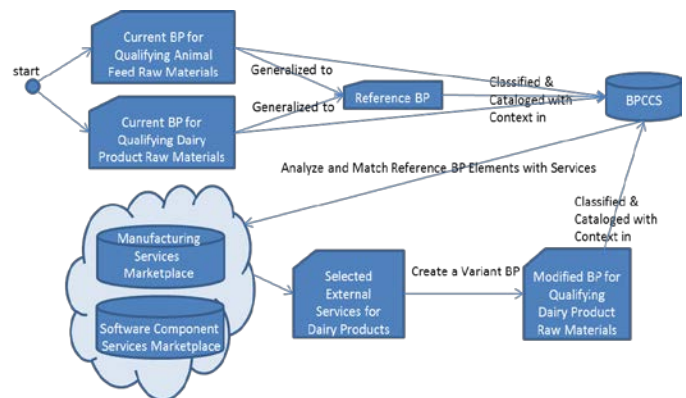 start
Current BP for
Qualifying Animal
Feed Raw Materials
Generalized to
Current BP for
Qualifying Dairy
Product Raw Materials
Generalized to
Reference BP
Classified &
Cataloged with
Context in
BPCCS
Analyze and Match Reference BP Elements with Services
Manufacturing
Services
Marketplace
Software Component
Services Marketplace
Selected
External
Services for
Dairy Products
Create a Variant BP
Modified BP for
Qualifying
Dairy Product
Raw Materials
Classified &
Cataloged with
Context in